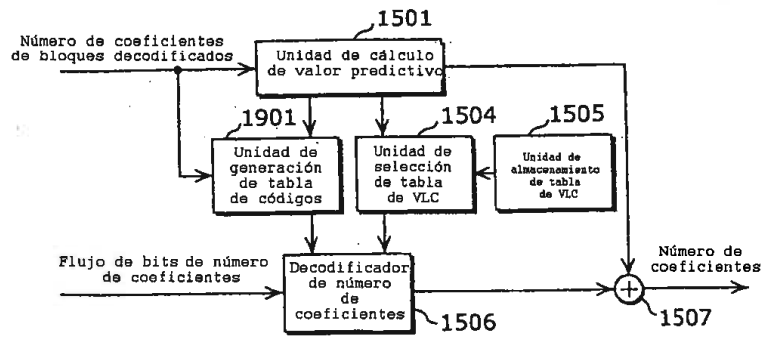 1501
Número de coeficientes
de bloques decodificados
Unidad de cálculo
de valor predictivo
1901
1504
1505
Unidad de
generación
de tabla
de códigos
Unidad de
selección
de tabla
de VLC
Unidad de
almacenamiento
de tabla
de VLC
Flujo de bits de número
de coeficientes
Decodificador
de número
de
coeficientes
Número de
coeficientes
1506
1507